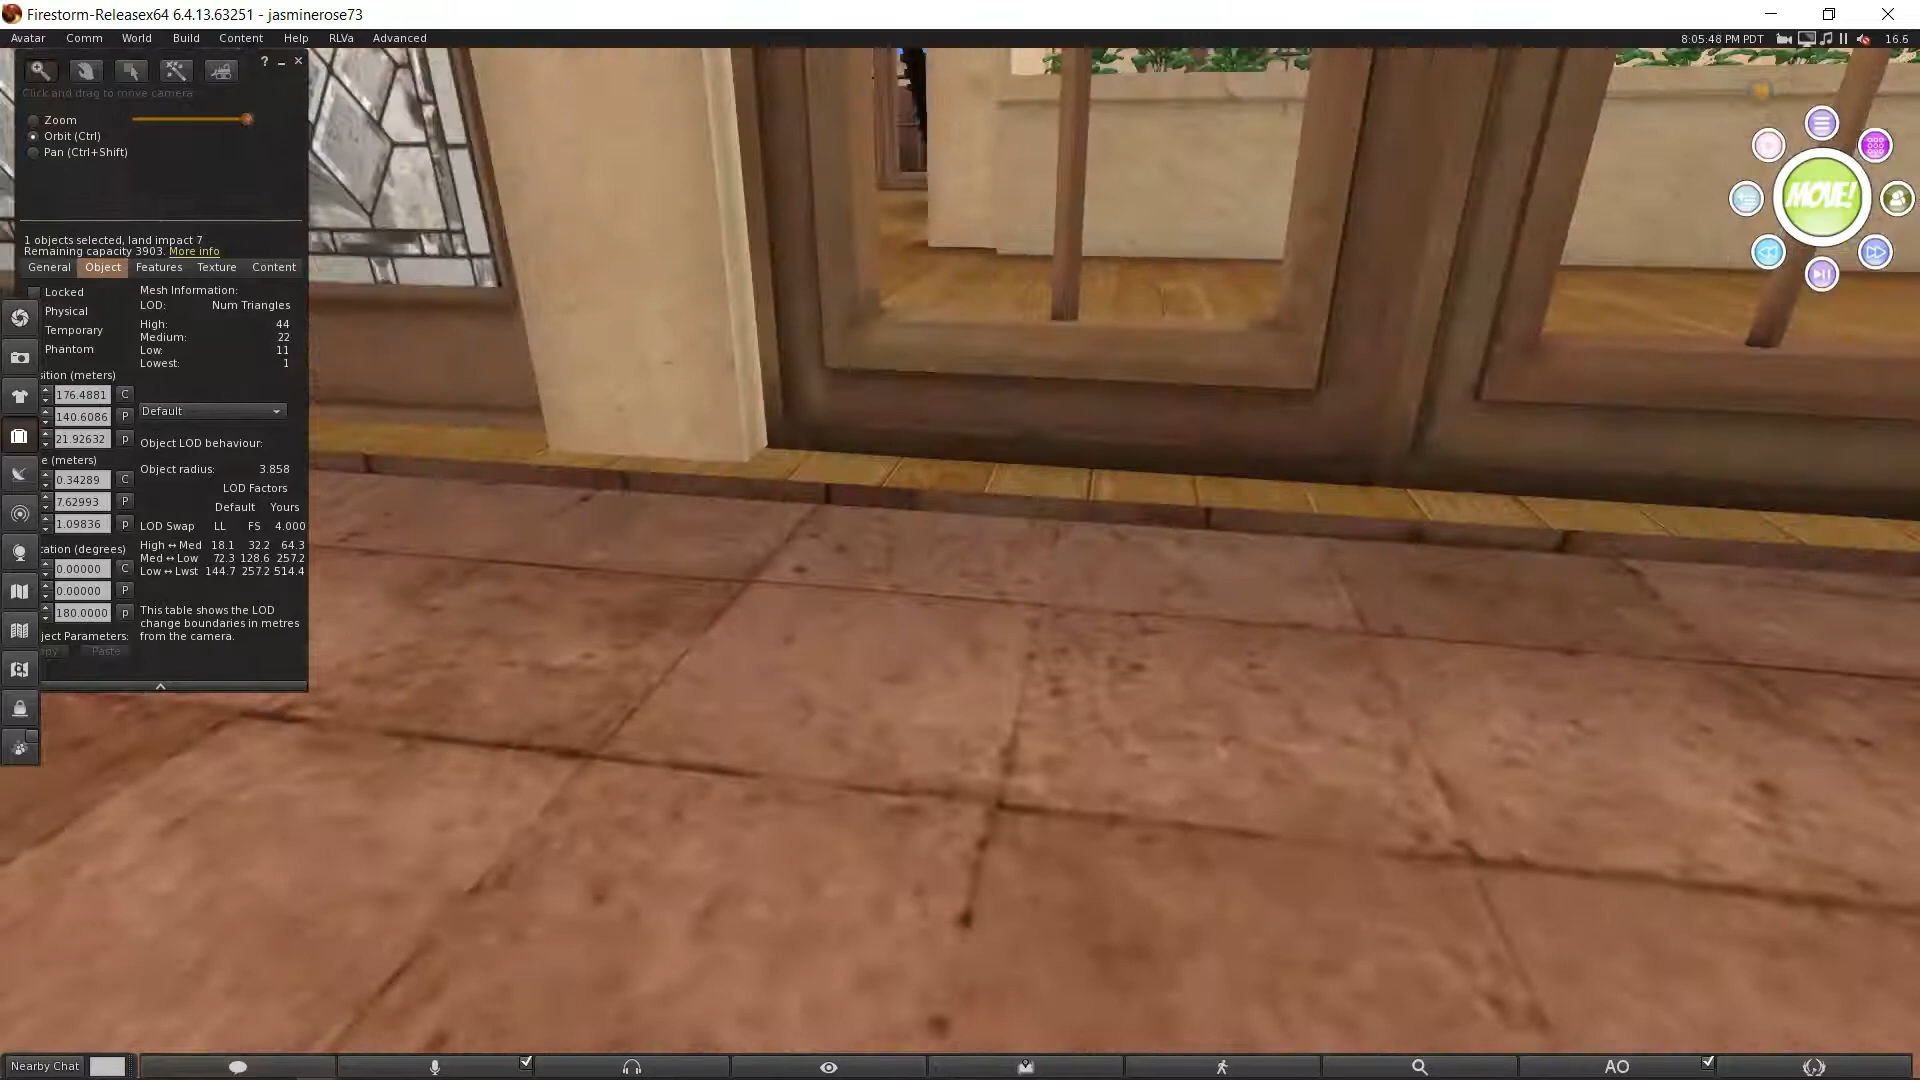 Firestorm-Releasex64 6.4.13.63251 - jasminerose73
Avatar Comm World Build Content Help RLVa Advanced
8:05:48 PM PDT 16.6
? _ ×
Click and drag to move camera
Zoom
Orbit (Ctrl)
Pan (Ctrl+Shift)
1 objects selected, land impact 7
Remaining capacity 3903. More info
General Object Features Texture Content
Locked
Physical
Temporary
Phantom
sition (meters)
176.4881 C
140.6086 P
21.92632 p
e (meters)
0.34289 C
7.62993 P
1.09836 p
tation (degrees)
0.00000 C
0.00000 P
180.0000 p
ject Parameters:
py Paste
Mesh Information:
LOD: Num Triangles
High: 44
Medium: 22
Low: 11
Lowest: 1
Default
Object LOD behaviour:
Object radius: 3.858
LOD Factors
Default Yours
LOD Swap LL FS 4.000
High↔Med 18.1 32.2 64.3
Med↔Low 72.3 128.6 257.2
Low↔Lwst 144.7 257.2 514.4
This table shows the LOD
change boundaries in metres
from the camera.
MOVE!
Nearby Chat
AO